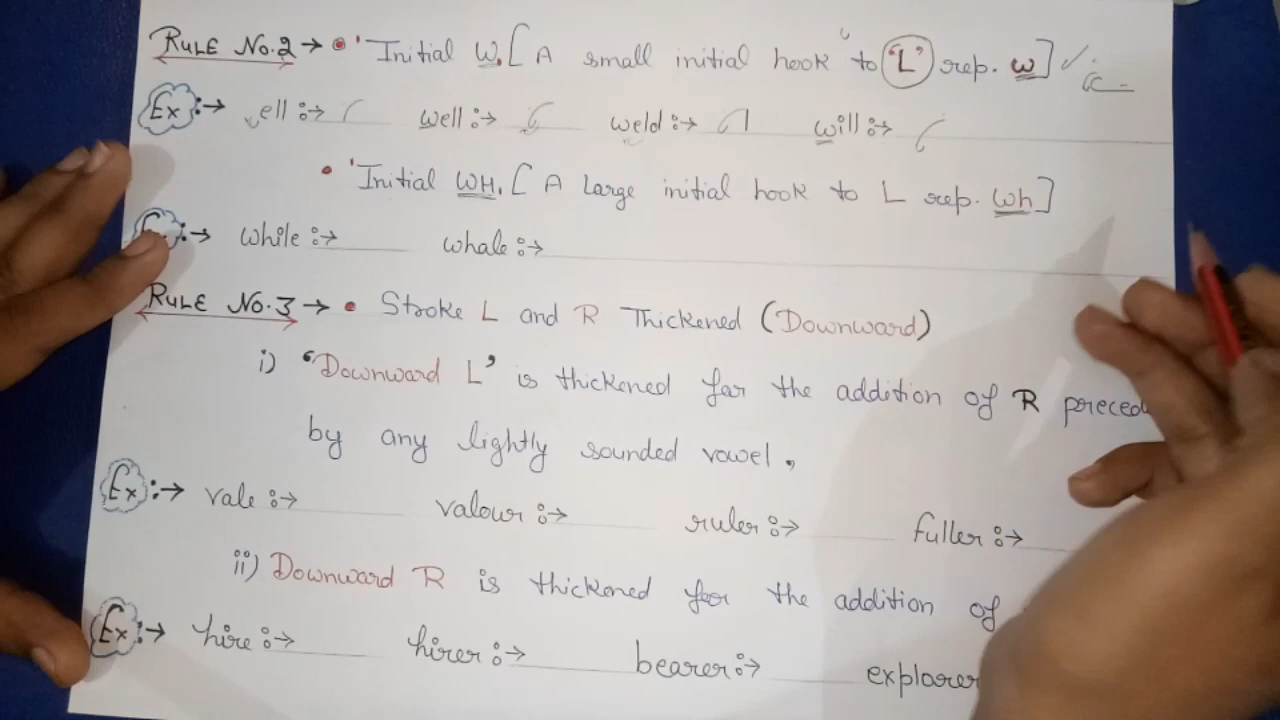 RULE No.2 → • 'Initial W. [A small initial hook to 'L' rep. w] ✓
Ex :→ ell :→ well :→ weld :→ will :→
• 'Initial WH. [A Large initial hook to L rep. Wh]
:→ while :→ whale :→
RULE No.3 → • Stroke L and R Thickened (Downward)
i) 'Downward L' is thickened for the addition of R
by any lightly sounded vowel,
Ex :→ vale :→ valour :→ ruler :→ fuller :→
ii) Downward R is thickened for the addition of
Ex :→ hire :→ hirer :→ bearer :→ explorer